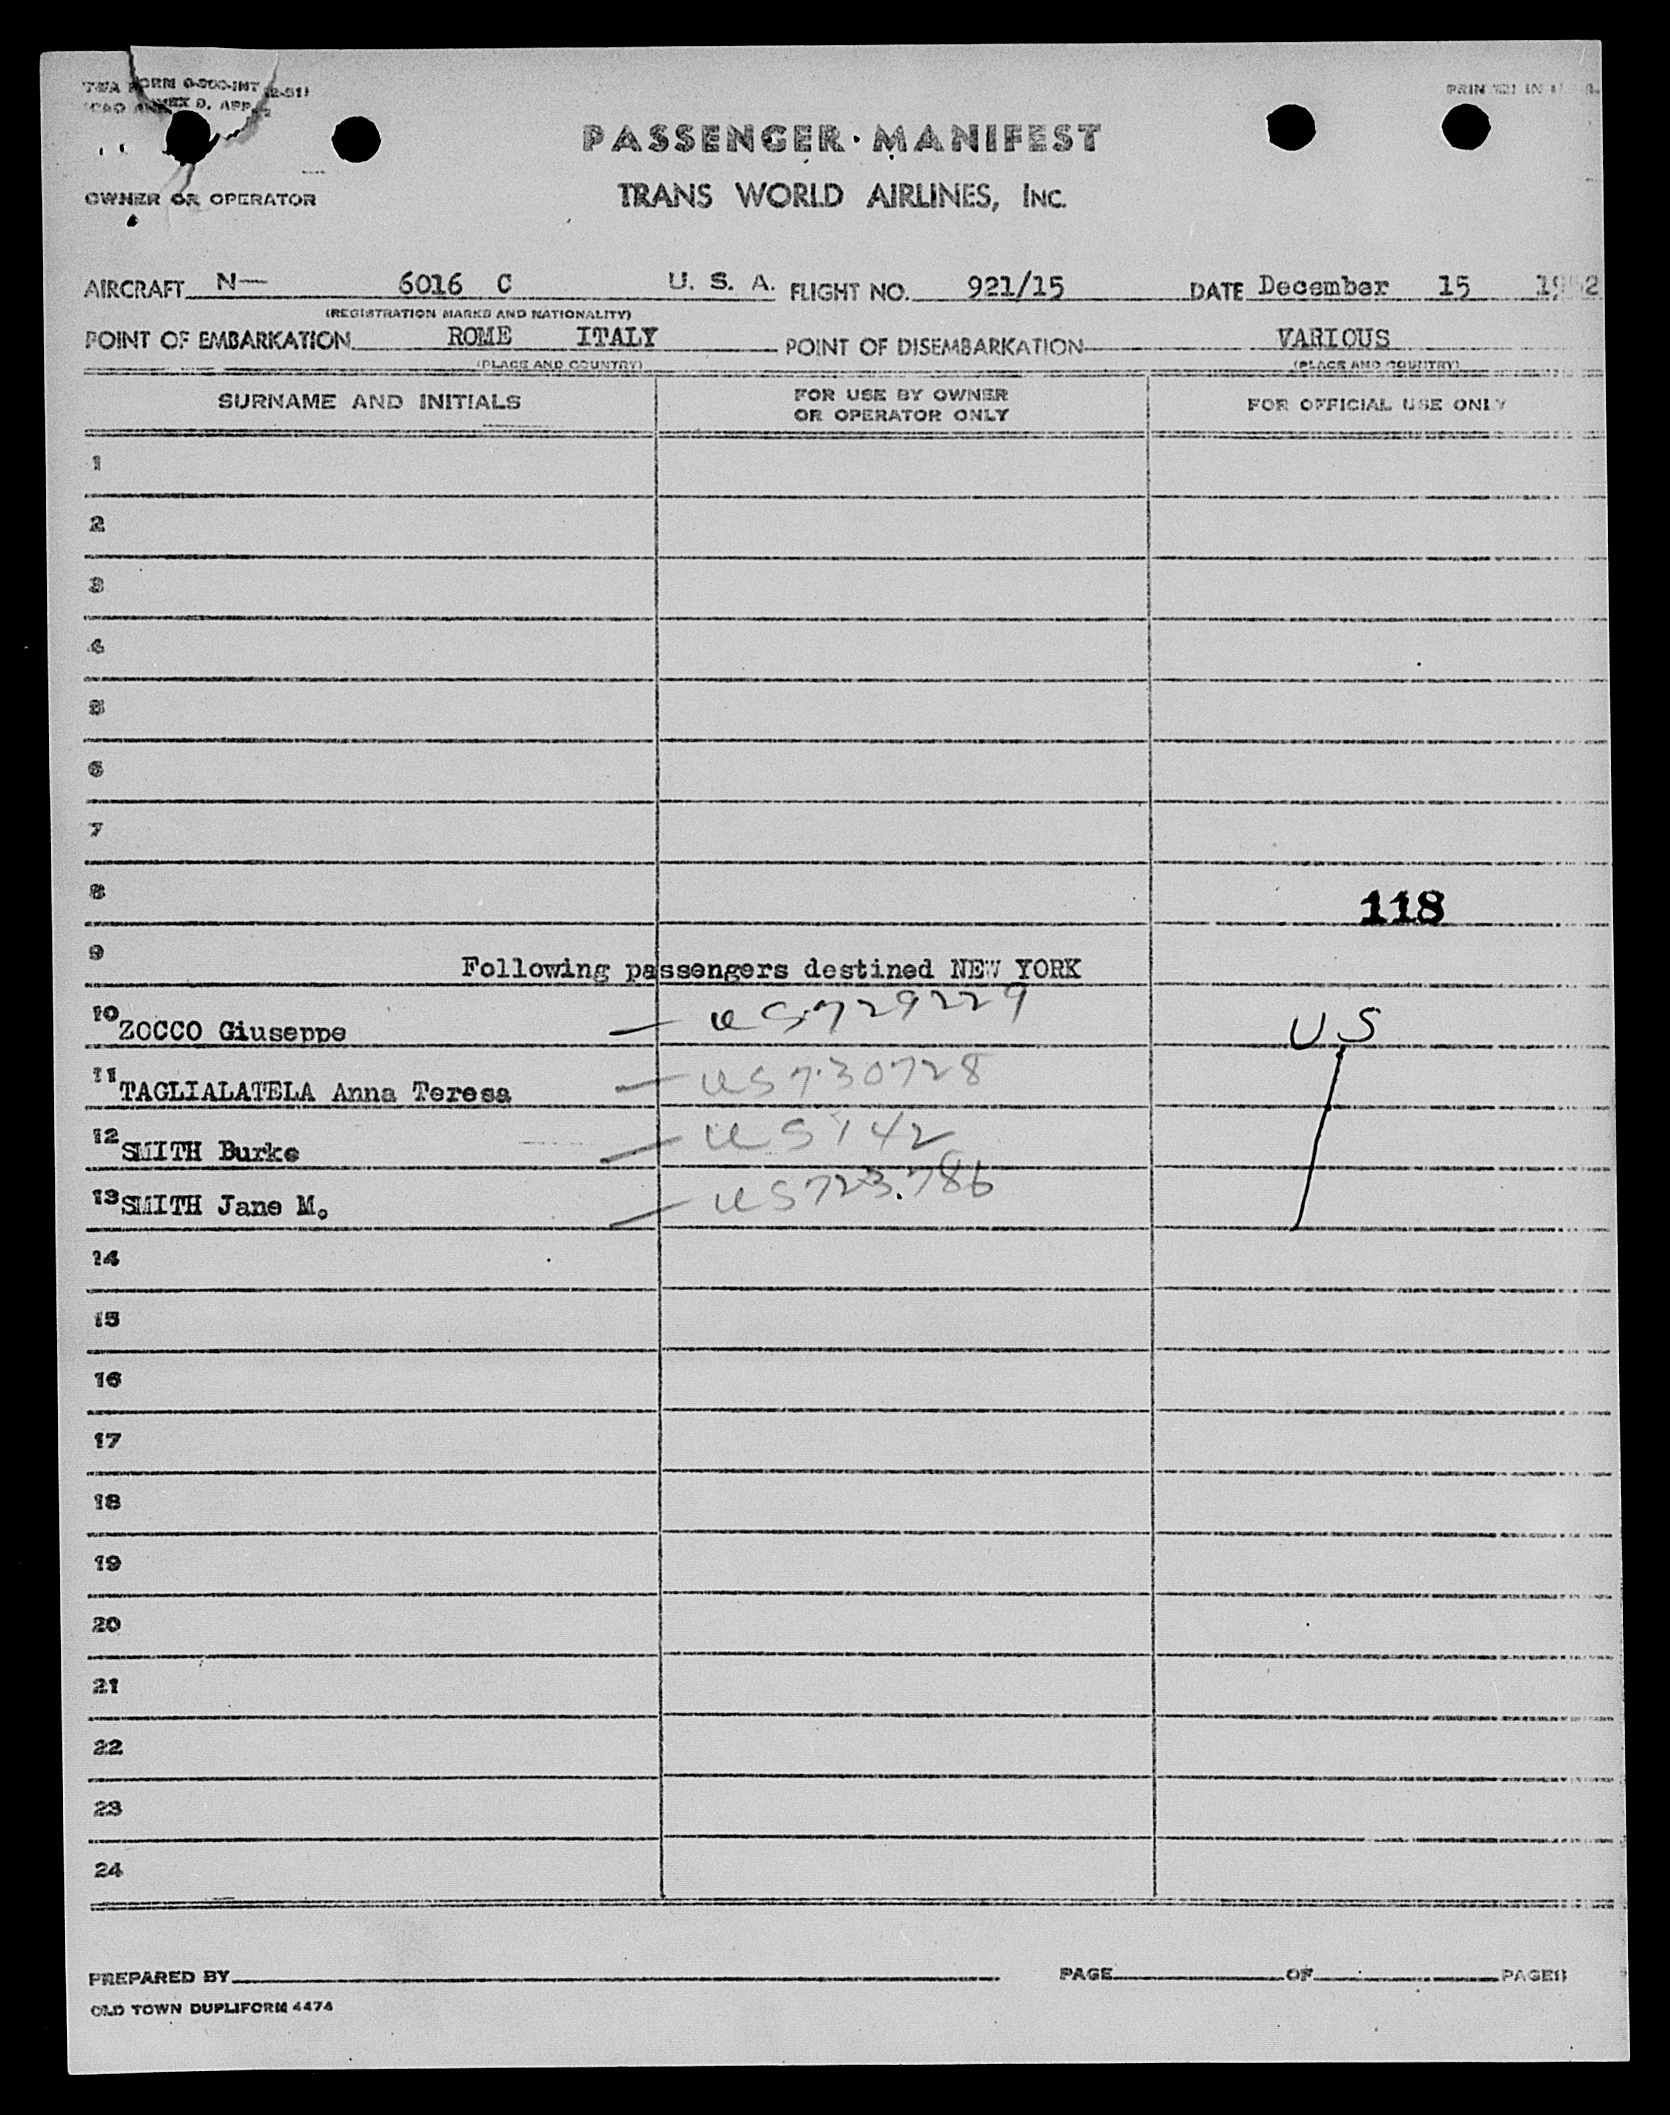 TWA FORM
OWNER OR OPERATOR
PASSENGER·MANIFEST
TRANS WORLD AIRLINES, INC.
AIRCRAFT N— 6016 C U. S. A. FLIGHT NO. 921/15 DATE December 15
(REGISTRATION MARKS AND NATIONALITY)
POINT OF EMBARKATION ROME ITALY POINT OF DISEMBARKATION VARIOUS
(PLACE AND COUNTRY) (PLACE AND COUNTRY)
SURNAME AND INITIALS FOR USE BY OWNER OR OPERATOR ONLY FOR OFFICIAL USE ONLY
1
2
3
4
5
6
7
8 118
9 Following passengers destined NEW YORK
10 ZOCCO Giuseppe — US729229 US
11 TAGLIALATELA Anna Teresa — US730728
12 SMITH Burke — US142
13 SMITH Jane M. — US723786
14
15
16
17
18
19
20
21
22
23
24
PREPARED BY PAGE OF PAGES
OLD TOWN DUPLIFORM 4474